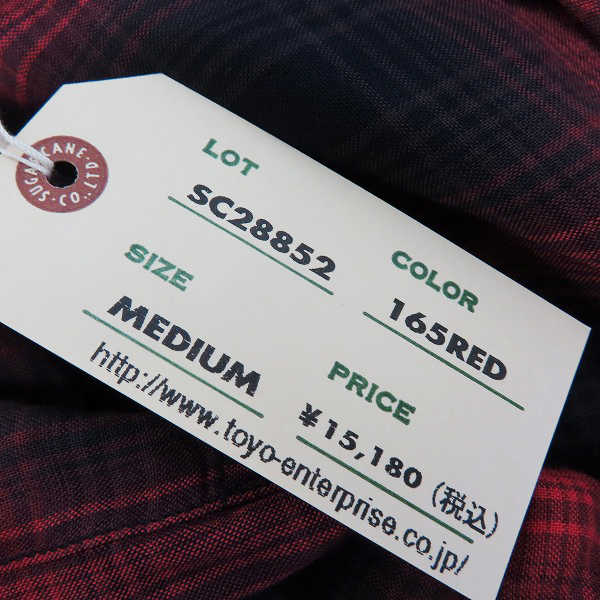 SUGAR CANE·LTD·CO·
LOT
SC28852
COLOR
165RED
SIZE
MEDIUM
PRICE
¥15,180 (税込)
http://www.toyo-enterprise.co.jp/